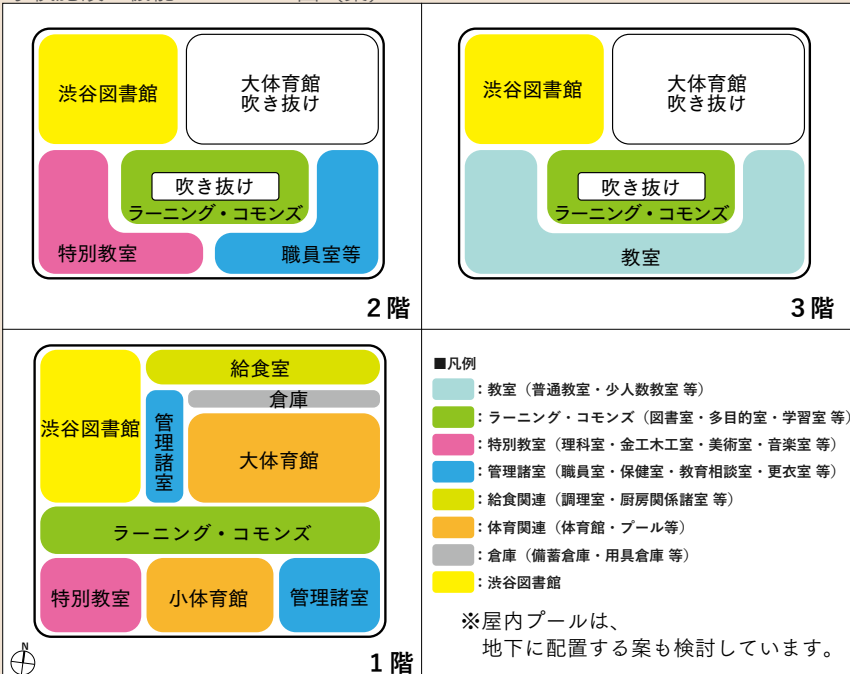 渋谷図書館
大体育館
吹き抜け
吹き抜け
ラーニング・コモンズ
特別教室
職員室等
2階
渋谷図書館
大体育館
吹き抜け
吹き抜け
ラーニング・コモンズ
教室
3階
給食室
倉庫
渋谷図書館
管理諸室
大体育館
ラーニング・コモンズ
特別教室
小体育館
管理諸室
N
1階
■凡例
：教室（普通教室・少人数教室 等）
：ラーニング・コモンズ（図書室・多目的室・学習室 等）
：特別教室（理科室・金工木工室・美術室・音楽室 等）
：管理諸室（職員室・保健室・教育相談室・更衣室 等）
：給食関連（調理室・厨房関係諸室 等）
：体育関連（体育館・プール等）
：倉庫（備蓄倉庫・用具倉庫 等）
：渋谷図書館
※屋内プールは、
地下に配置する案も検討しています。